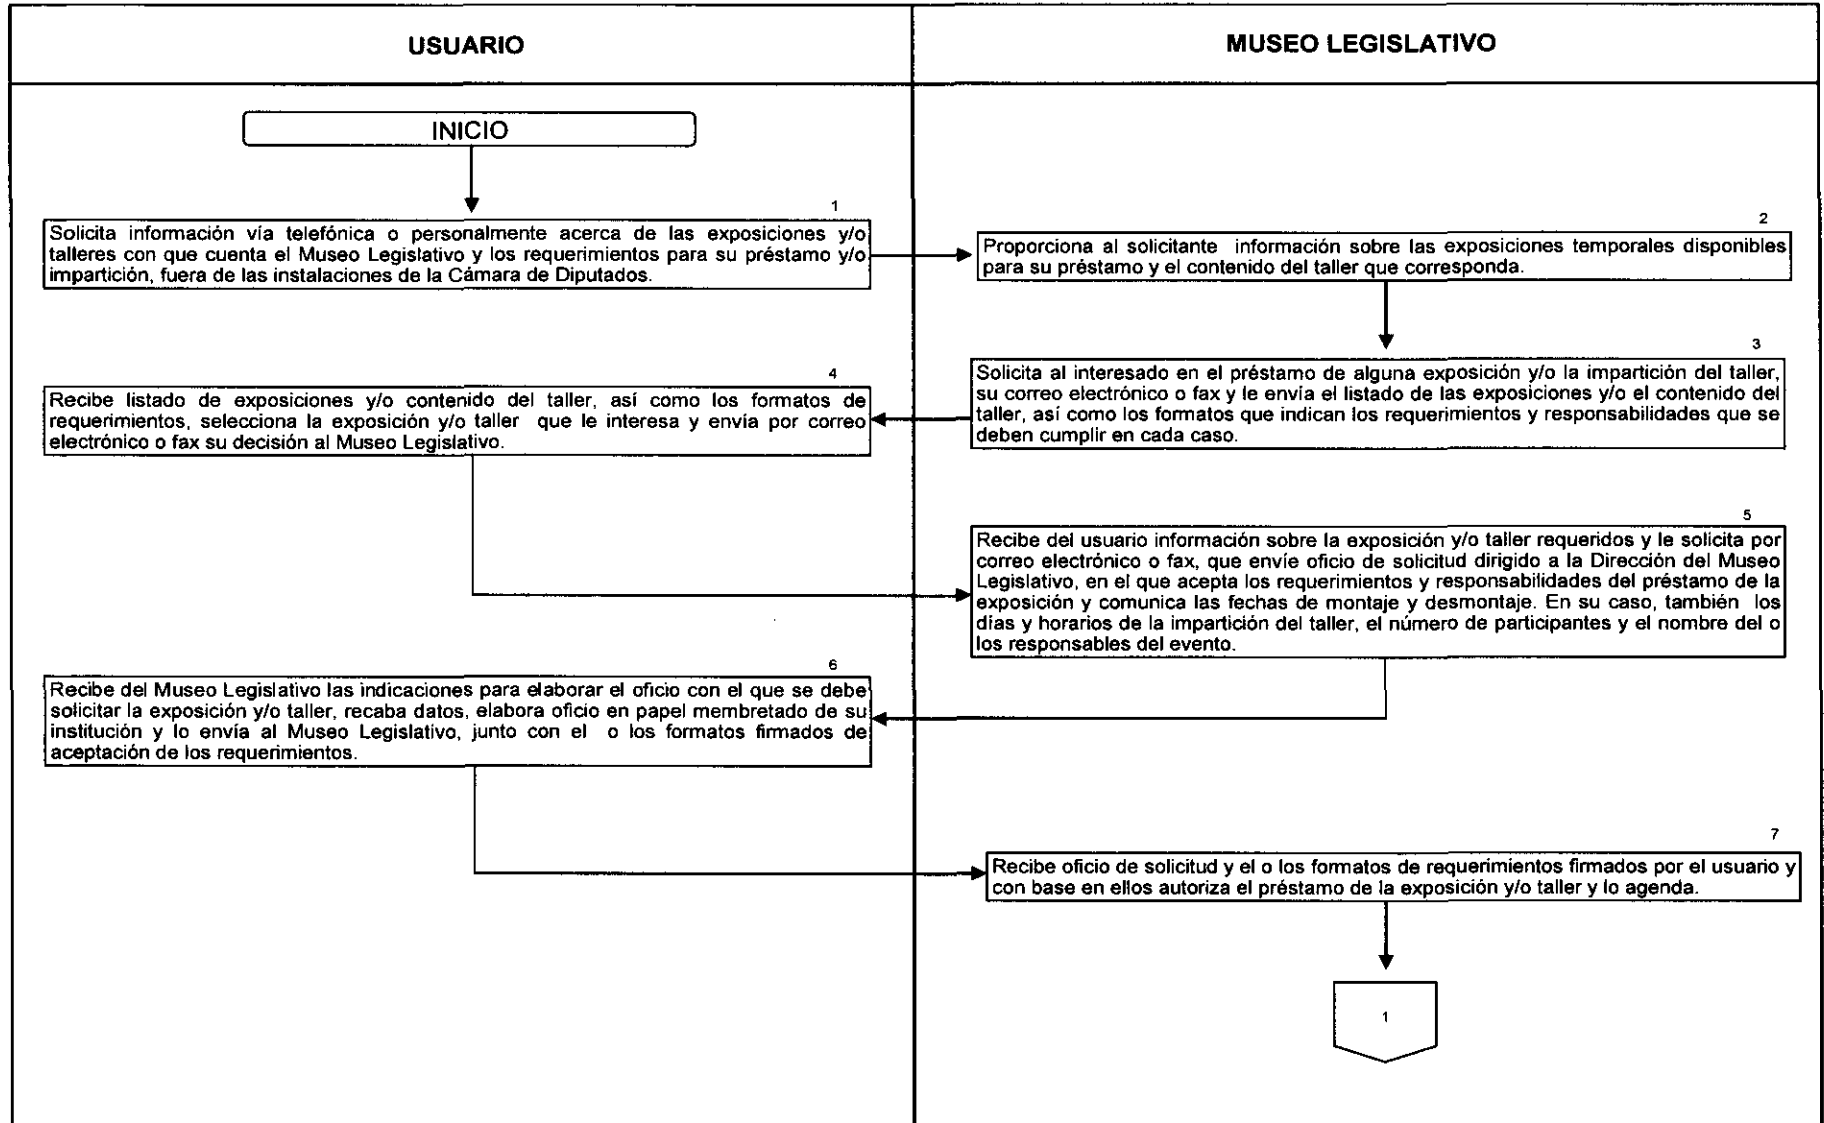 USUARIO
MUSEO LEGISLATIVO
INICIO
1
Solicita información vía telefónica o personalmente acerca de las exposiciones y/o
talleres con que cuenta el Museo Legislativo y los requerimientos para su préstamo y/o
impartición, fuera de las instalaciones de la Cámara de Diputados.
2
Proporciona al solicitante información sobre las exposiciones temporales disponibles
para su préstamo y el contenido del taller que corresponda.
3
Solicita al interesado en el préstamo de alguna exposición y/o la impartición del taller,
su correo electrónico o fax y le envía el listado de las exposiciones y/o el contenido del
taller, así como los formatos que indican los requerimientos y responsabilidades que se
deben cumplir en cada caso.
4
Recibe listado de exposiciones y/o contenido del taller, así como los formatos de
requerimientos, selecciona la exposición y/o taller que le interesa y envía por correo
electrónico o fax su decisión al Museo Legislativo.
5
Recibe del usuario información sobre la exposición y/o taller requeridos y le solicita por
correo electrónico o fax, que envíe oficio de solicitud dirigido a la Dirección del Museo
Legislativo, en el que acepta los requerimientos y responsabilidades del préstamo de la
exposición y comunica las fechas de montaje y desmontaje. En su caso, también los
días y horarios de la impartición del taller, el número de participantes y el nombre del o
los responsables del evento.
6
Recibe del Museo Legislativo las indicaciones para elaborar el oficio con el que se debe
solicitar la exposición y/o taller, recaba datos, elabora oficio en papel membretado de su
institución y lo envía al Museo Legislativo, junto con el o los formatos firmados de
aceptación de los requerimientos.
7
Recibe oficio de solicitud y el o los formatos de requerimientos firmados por el usuario y
con base en ellos autoriza el préstamo de la exposición y/o taller y lo agenda.
1